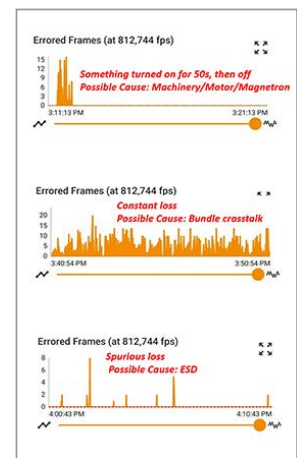 Errored Frames (at 812,744 fps)
15
12
9
6
3
0
Something turned on for 50s, then off
Possible Cause: Machinery/Motor/Magnetron
3:11:13 PM 3:21:13 PM
Errored Frames (at 812,744 fps)
20
15
10
5
0
Constant loss
Possible Cause: Bundle crosstalk
3:40:54 PM 3:50:54 PM
Errored Frames (at 812,744 fps)
8
6
4
2
0
Spurious loss
Possible Cause: ESD
4:00:43 PM 4:10:43 PM